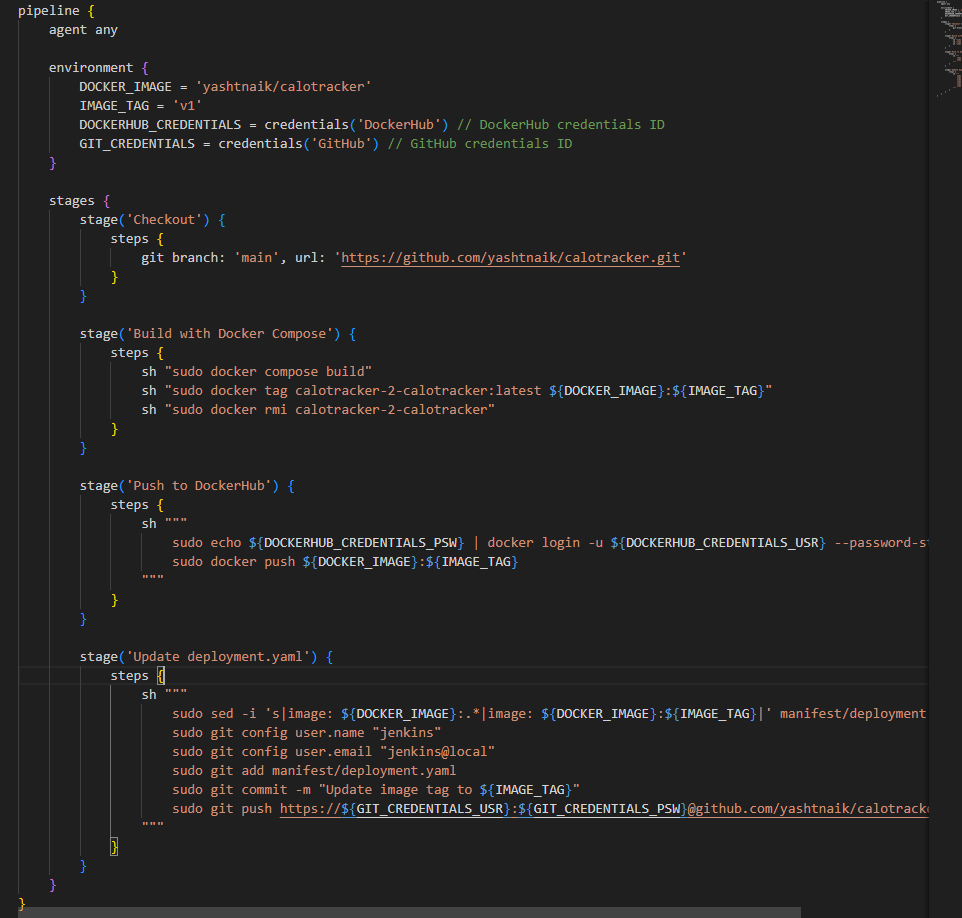 pipeline {
    agent any

    environment {
        DOCKER_IMAGE = 'yashtnaik/calotracker'
        IMAGE_TAG = 'v1'
        DOCKERHUB_CREDENTIALS = credentials('DockerHub') // DockerHub credentials ID
        GIT_CREDENTIALS = credentials('GitHub') // GitHub credentials ID
    }

    stages {
        stage('Checkout') {
            steps {
                git branch: 'main', url: 'https://github.com/yashtnaik/calotracker.git'
            }
        }

        stage('Build with Docker Compose') {
            steps {
                sh "sudo docker compose build"
                sh "sudo docker tag calotracker-2-calotracker:latest ${DOCKER_IMAGE}:${IMAGE_TAG}"
                sh "sudo docker rmi calotracker-2-calotracker"
            }
        }

        stage('Push to DockerHub') {
            steps {
                sh """
                    sudo echo ${DOCKERHUB_CREDENTIALS_PSW} | docker login -u ${DOCKERHUB_CREDENTIALS_USR} --password-s
                    sudo docker push ${DOCKER_IMAGE}:${IMAGE_TAG}
                """
            }
        }

        stage('Update deployment.yaml') {
            steps {
                sh """
                    sudo sed -i 's|image: ${DOCKER_IMAGE}:.*|image: ${DOCKER_IMAGE}:${IMAGE_TAG}|' manifest/deployment
                    sudo git config user.name "jenkins"
                    sudo git config user.email "jenkins@local"
                    sudo git add manifest/deployment.yaml
                    sudo git commit -m "Update image tag to ${IMAGE_TAG}"
                    sudo git push https://${GIT_CREDENTIALS_USR}:${GIT_CREDENTIALS_PSW}@github.com/yashtnaik/calotrack
                """
            }
        }
    }
}